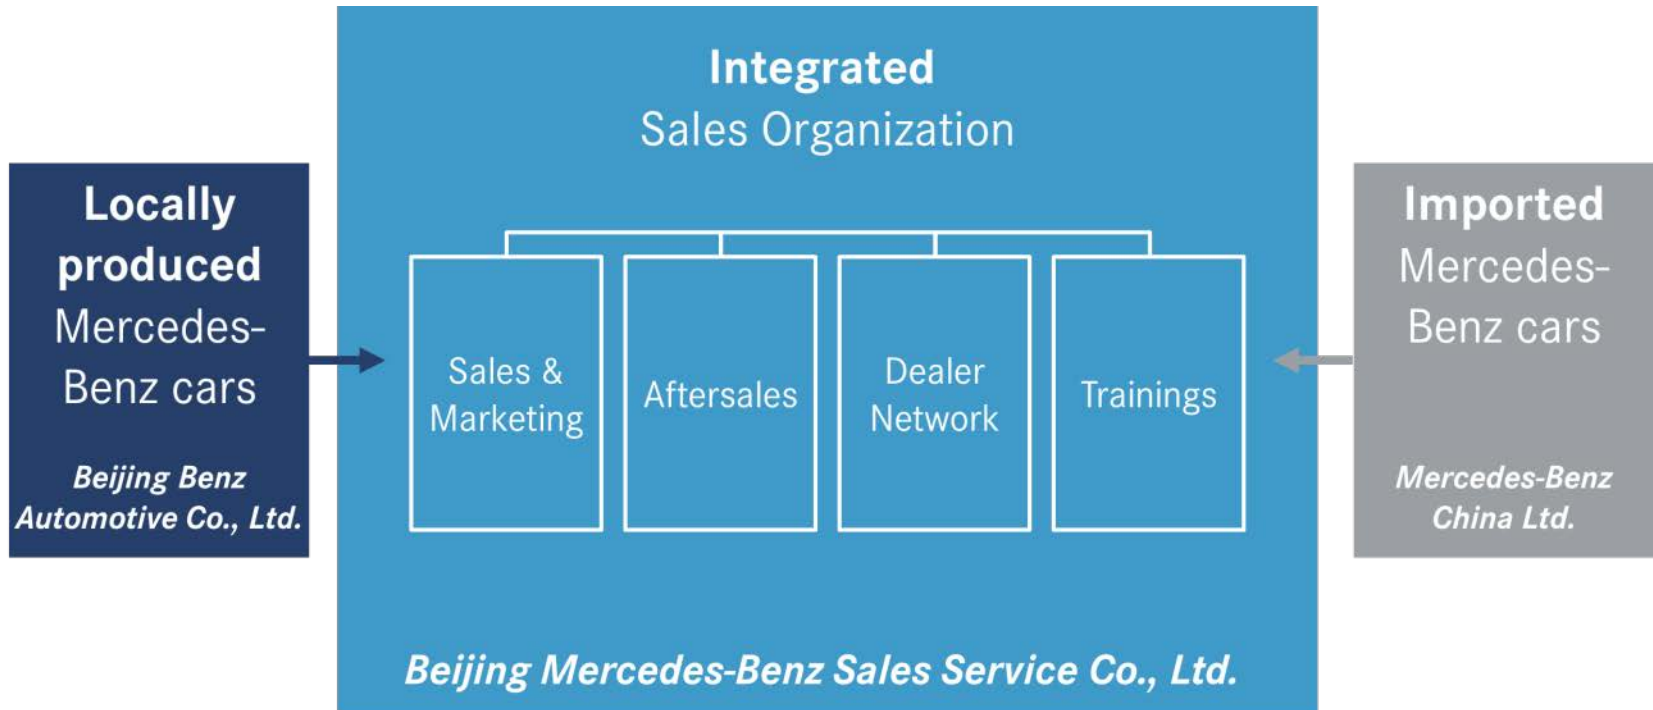 Integrated
Sales Organization
Locally
produced
Mercedes-
Benz cars
Beijing Benz
Automotive Co., Ltd.
Sales &
Marketing
Aftersales
Dealer
Network
Trainings
Imported
Mercedes-
Benz cars
Mercedes-Benz
China Ltd.
Beijing Mercedes-Benz Sales Service Co., Ltd.